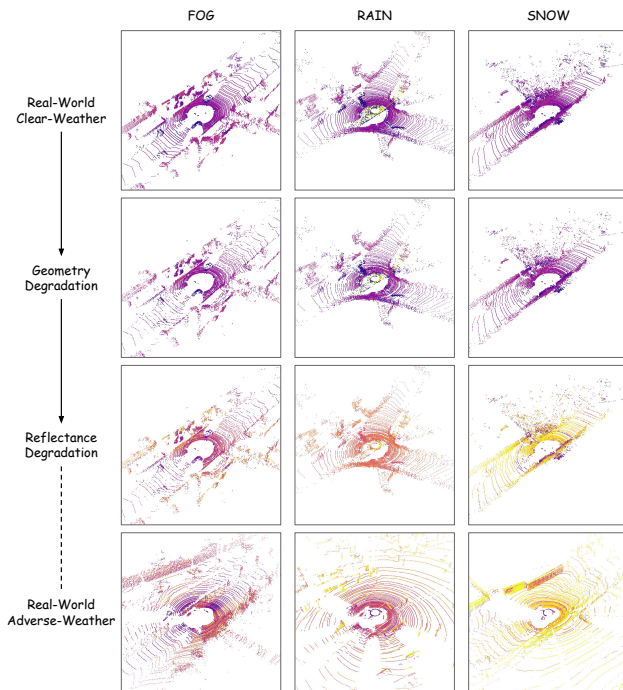 FOG RAIN SNOW
Real-World
Clear-Weather
Geometry
Degradation
Reflectance
Degradation
Real-World
Adverse-Weather